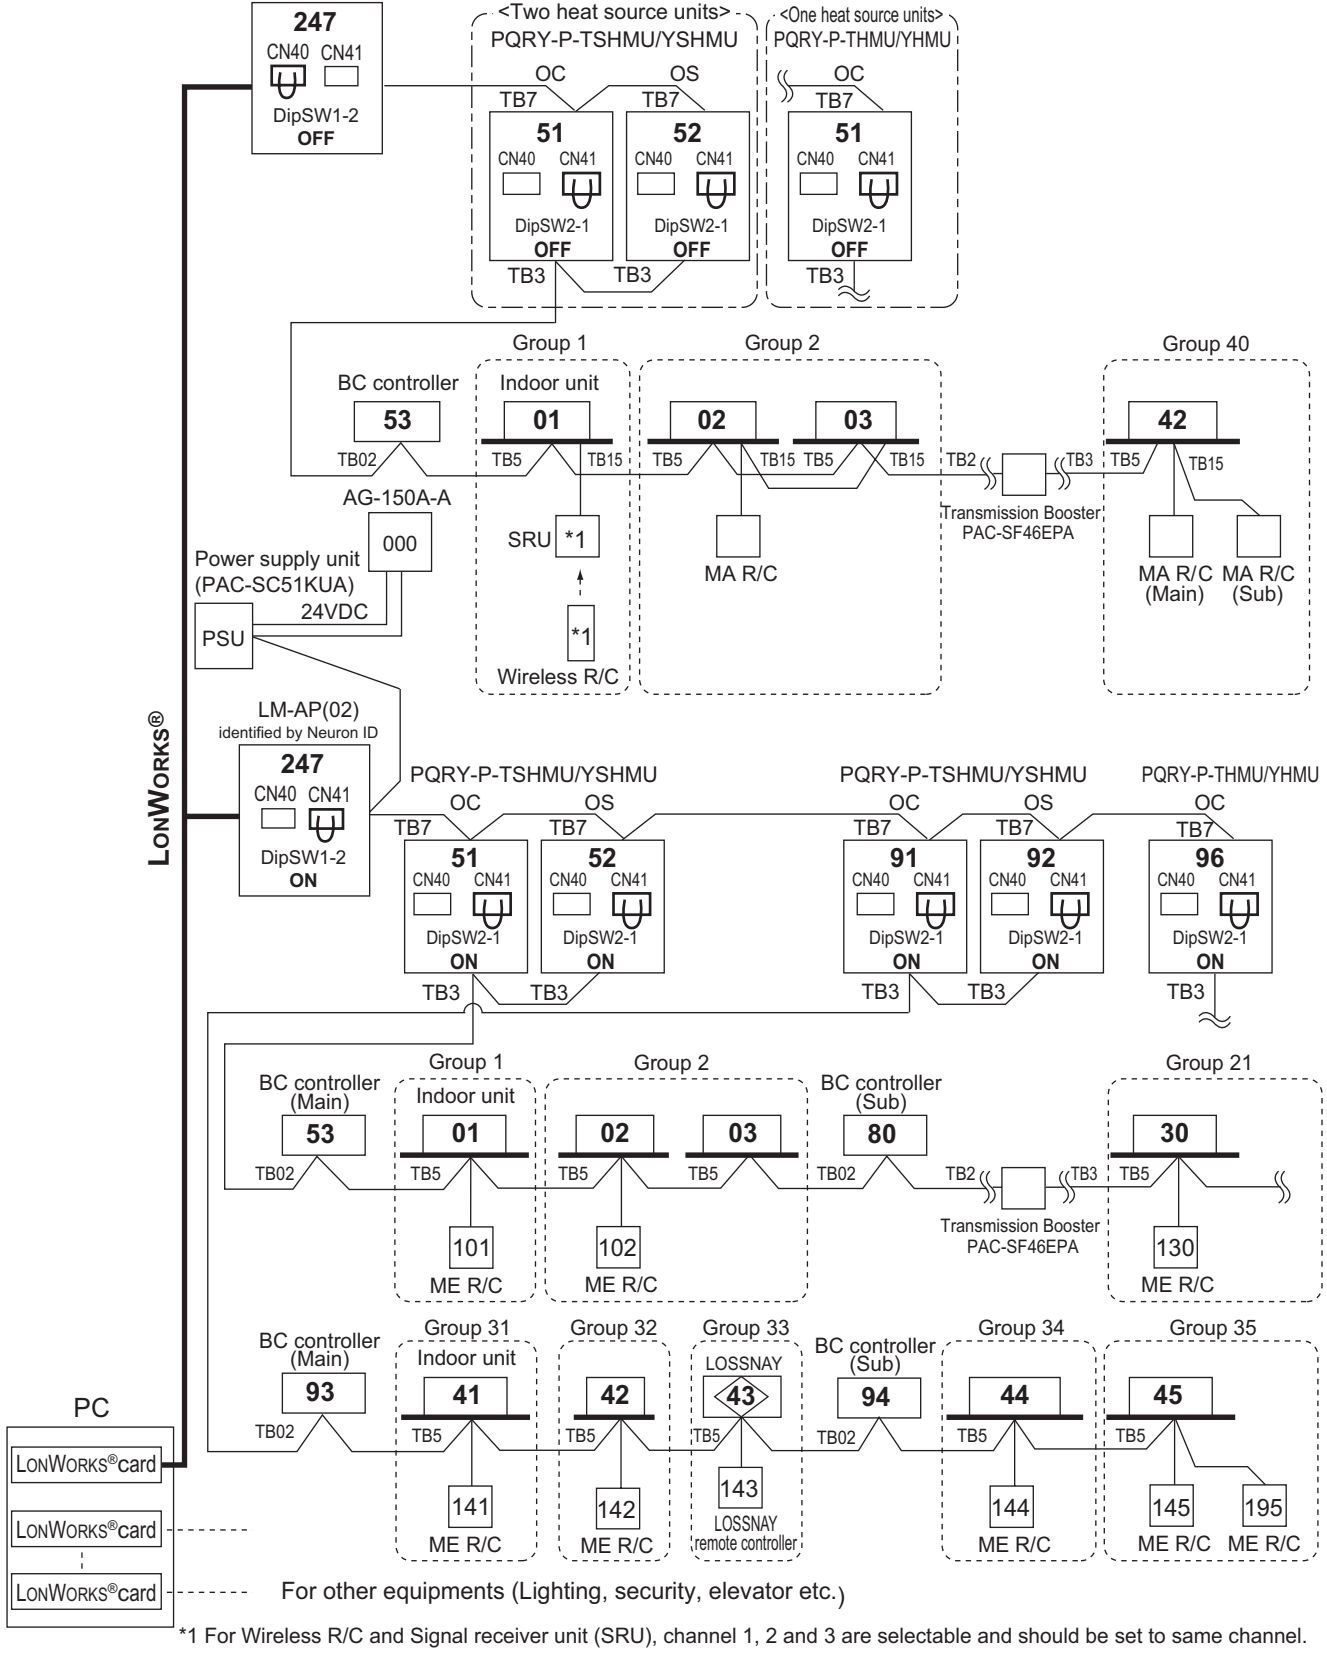 247
CN40 CN41
DipSW1-2
OFF
<Two heat source units>
PQRY-P-TSHMU/YSHMU
OC OS
TB7 TB7
51 52
CN40 CN41 CN40 CN41
DipSW2-1 DipSW2-1
OFF OFF
TB3 TB3
<One heat source units>
PQRY-P-THMU/YHMU
OC
TB7
51
CN40 CN41
DipSW2-1
OFF
TB3
Group 1 Group 2 Group 40
BC controller Indoor unit
53 01 02 03 42
TB02 TB5 TB15 TB5 TB15 TB5 TB15 TB2 TB3 TB5 TB15
Transmission Booster
PAC-SF46EPA
AG-150A-A
000
SRU *1
MA R/C
MA R/C
(Main)
MA R/C
(Sub)
*1
Wireless R/C
Power supply unit
(PAC-SC51KUA)
24VDC
PSU
LONWORKS®
LM-AP(02)
identified by Neuron ID
247
CN40 CN41
DipSW1-2
ON
PQRY-P-TSHMU/YSHMU PQRY-P-TSHMU/YSHMU PQRY-P-THMU/YHMU
OC OS OC OS OC
TB7 TB7 TB7 TB7 TB7
51 52 91 92 96
CN40 CN41 CN40 CN41 CN40 CN41 CN40 CN41 CN40 CN41
DipSW2-1 DipSW2-1 DipSW2-1 DipSW2-1 DipSW2-1
ON ON ON ON ON
TB3 TB3 TB3 TB3 TB3
Group 1 Group 2 Group 21
BC controller
(Main)
Indoor unit
BC controller
(Sub)
53 01 02 03 80 30
TB02 TB5 TB5 TB5 TB02 TB2 TB3 TB5
Transmission Booster
PAC-SF46EPA
101 102 130
ME R/C ME R/C ME R/C
Group 31 Group 32 Group 33 Group 34 Group 35
BC controller
(Main)
Indoor unit
LOSSNAY
BC controller
(Sub)
93 41 42 43 94 44 45
TB02 TB5 TB5 TB5 TB02 TB5 TB5
141 142 143 144 145 195
ME R/C ME R/C
LOSSNAY
remote controller
ME R/C ME R/C ME R/C
PC
LONWORKS®card
LONWORKS®card
LONWORKS®card
For other equipments (Lighting, security, elevator etc.)
*1 For Wireless R/C and Signal receiver unit (SRU), channel 1, 2 and 3 are selectable and should be set to same channel.